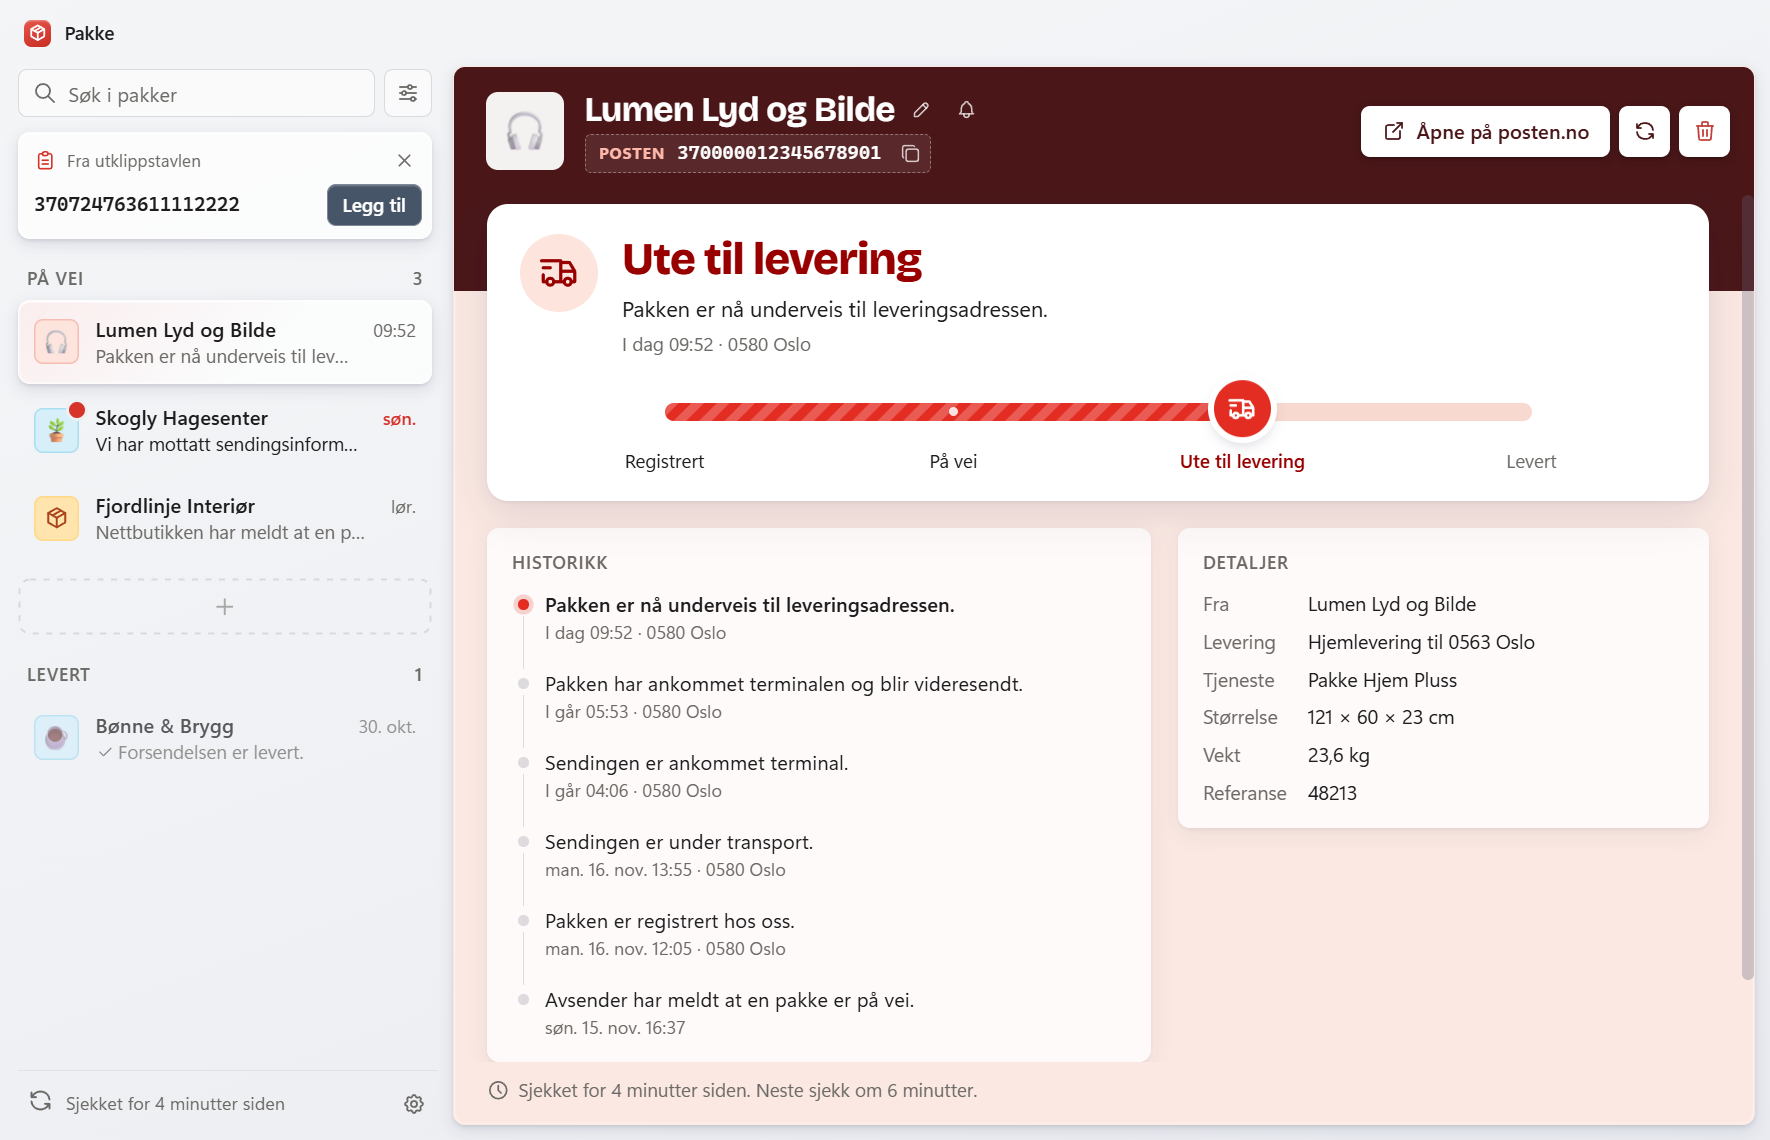 Pakke
Søk i pakker
Fra utklippstavlen
370724763611112222
Legg til
PÅ VEI 3
Lumen Lyd og Bilde 09:52
Pakken er nå underveis til lev...
Skogly Hagesenter søn.
Vi har mottatt sendingsinform...
Fjordlinje Interiør lør.
Nettbutikken har meldt at en p...
LEVERT 1
Bønne & Brygg 30. okt.
Forsendelsen er levert.
Sjekket for 4 minutter siden
Lumen Lyd og Bilde
POSTEN 370000012345678901
Åpne på posten.no
Ute til levering
Pakken er nå underveis til leveringsadressen.
I dag 09:52 · 0580 Oslo
Registrert På vei Ute til levering Levert
HISTORIKK
Pakken er nå underveis til leveringsadressen.
I dag 09:52 · 0580 Oslo
Pakken har ankommet terminalen og blir videresendt.
I går 05:53 · 0580 Oslo
Sendingen er ankommet terminal.
I går 04:06 · 0580 Oslo
Sendingen er under transport.
man. 16. nov. 13:55 · 0580 Oslo
Pakken er registrert hos oss.
man. 16. nov. 12:05 · 0580 Oslo
Avsender har meldt at en pakke er på vei.
søn. 15. nov. 16:37
DETALJER
Fra Lumen Lyd og Bilde
Levering Hjemlevering til 0563 Oslo
Tjeneste Pakke Hjem Pluss
Størrelse 121 × 60 × 23 cm
Vekt 23,6 kg
Referanse 48213
Sjekket for 4 minutter siden. Neste sjekk om 6 minutter.